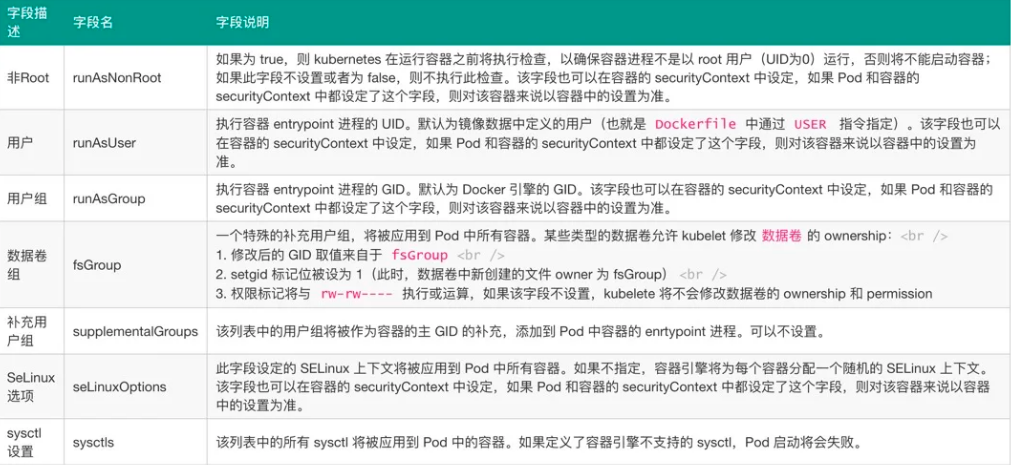 字段描述 字段名 字段说明
非Root runAsNonRoot 如果为 true，则 kubernetes 在运行容器之前将执行检查，以确保容器进程不是以 root 用户（UID为0）运行，否则将不能启动容器；
如果此字段不设置或者为 false，则不执行此检查。该字段也可以在容器的 securityContext 中设定，如果 Pod 和容器的
securityContext 中都设定了这个字段，则对该容器来说以容器中的设置为准。
用户 runAsUser 执行容器 entrypoint 进程的 UID。默认为镜像数据中定义的用户（也就是 Dockerfile 中通过 USER 指令指定）。该字段也可以
在容器的 securityContext 中设定，如果 Pod 和容器的 securityContext 中都设定了这个字段，则对该容器来说以容器中的设置为
准。
用户组 runAsGroup 执行容器 entrypoint 进程的 GID。默认为 Docker 引擎的 GID。该字段也可以在容器的 securityContext 中设定，如果 Pod 和容器的
securityContext 中都设定了这个字段，则对该容器来说以容器中的设置为准。
数据卷组 fsGroup 一个特殊的补充用户组，将被应用到 Pod 中所有容器。某些类型的数据卷允许 kubelet 修改 数据卷 的 ownership：<br />
1. 修改后的 GID 取值来自于 fsGroup <br />
2. setgid 标记位被设为 1（此时，数据卷中新创建的文件 owner 为 fsGroup）<br />
3. 权限标记将与 rw-rw---- 执行或运算，如果该字段不设置，kubelete 将不会修改数据卷的 ownership 和 permission
补充用户组 supplementalGroups 该列表中的用户组将被作为容器的主 GID 的补充，添加到 Pod 中容器的 enrtypoint 进程。可以不设置。
SeLinux选项 seLinuxOptions 此字段设定的 SELinux 上下文将被应用到 Pod 中所有容器。如果不指定，容器引擎将为每个容器分配一个随机的 SELinux 上下文。
该字段也可以在容器的 securityContext 中设定，如果 Pod 和容器的 securityContext 中都设定了这个字段，则对该容器来说以容器
中的设置为准。
sysctl设置 sysctls 该列表中的所有 sysctl 将被应用到 Pod 中的容器。如果定义了容器引擎不支持的 sysctl，Pod 启动将会失败。